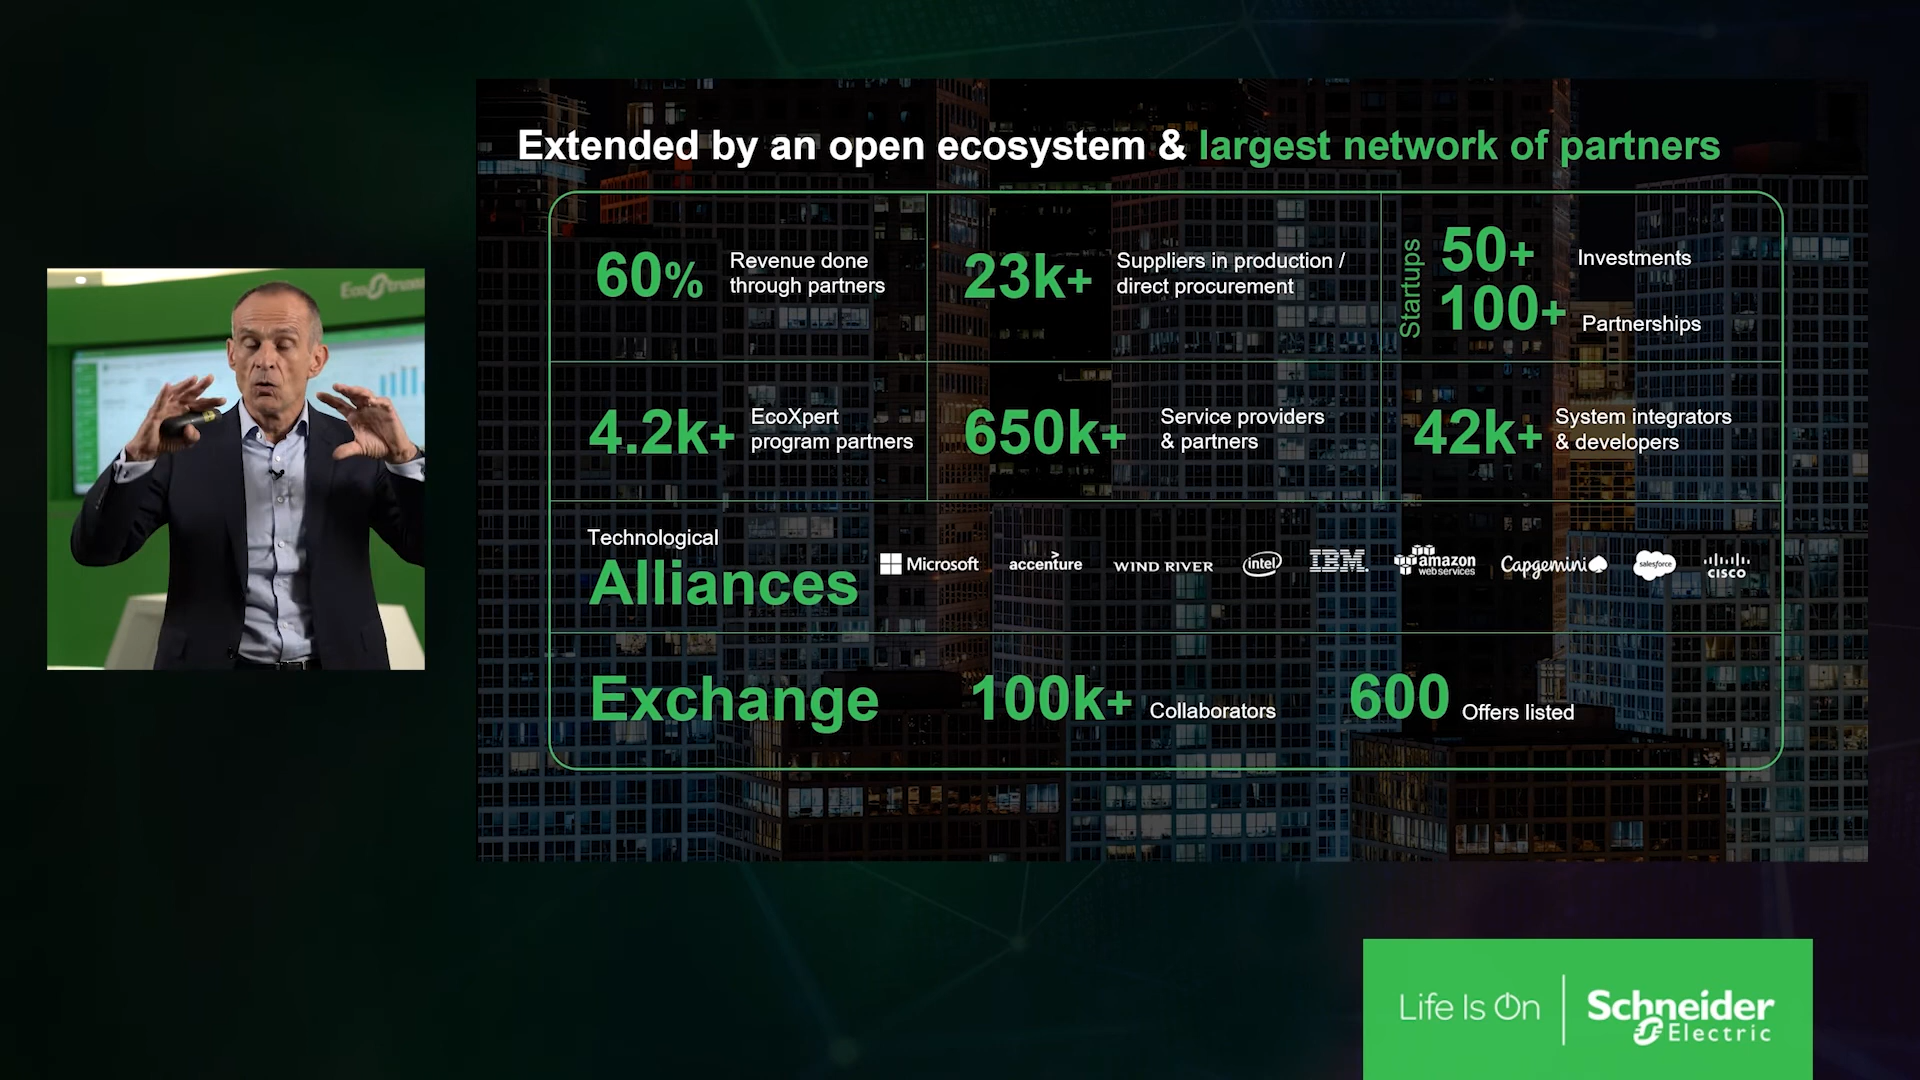 Extended by an open ecosystem & largest network of partners
60% Revenue done
through partners
23k+ Suppliers in production /
direct procurement
Startups
50+ Investments
100+ Partnerships
4.2k+ EcoXpert
program partners
650k+ Service providers
& partners
42k+ System integrators
& developers
Technological
Alliances
Microsoft
accenture
WIND RIVER
intel
IBM.
amazon
webservices
Capgemini
salesforce
CISCO
Exchange
100k+ Collaborators
600 Offers listed
Life Is On
Schneider
Electric